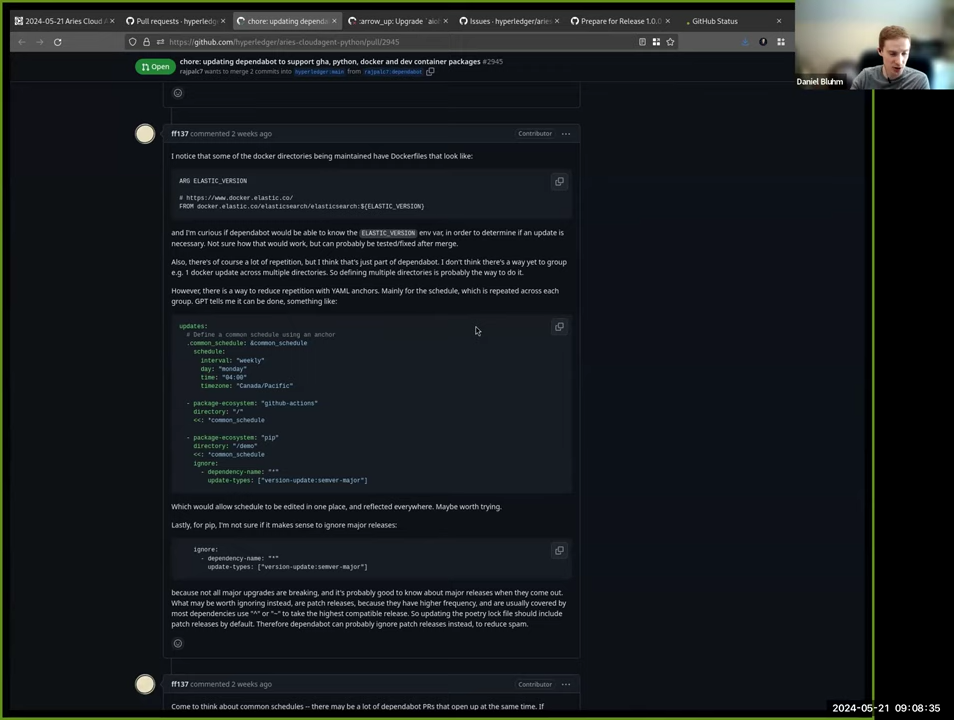 2024-05-21 Aries Cloud A
Pull requests · hyperledg
chore: updating dependa
:arrow_up: Upgrade `aio
Issues · hyperledger/arie
Prepare for Release 1.0.0
GitHub Status
https://github.com/hyperledger/aries-cloudagent-python/pull/2945
Open
chore: updating dependabot to support gha, python, docker and dev container packages #2945
rajpalc7 wants to merge 2 commits into hyperledger:main from rajpalc7:dependabot
Daniel Bluhm
ff137 commented 2 weeks ago
Contributor
I notice that some of the docker directories being maintained have Dockerfiles that look like:
ARG ELASTIC_VERSION
# https://www.docker.elastic.co/
FROM docker.elastic.co/elasticsearch/elasticsearch:${ELASTIC_VERSION}
and I'm curious if dependabot would be able to know the ELASTIC_VERSION env var, in order to determine if an update is
necessary. Not sure how that would work, but can probably be tested/fixed after merge.
Also, there's of course a lot of repetition, but I think that's just part of dependabot. I don't think there's a way yet to group
e.g. 1 docker update across multiple directories. So defining multiple directories is probably the way to do it.
However, there is a way to reduce repetition with YAML anchors. Mainly for the schedule, which is repeated across each
group. GPT tells me it can be done, something like:
updates:
# Define a common schedule using an anchor
.common_schedule: &common_schedule
schedule:
interval: "weekly"
day: "monday"
time: "04:00"
timezone: "Canada/Pacific"
- package-ecosystem: "github-actions"
directory: "/"
<<: *common_schedule
- package-ecosystem: "pip"
directory: "/demo"
<<: *common_schedule
ignore:
- dependency-name: "*"
update-types: ["version-update:semver-major"]
Which would allow schedule to be edited in one place, and reflected everywhere. Maybe worth trying.
Lastly, for pip, I'm not sure if it makes sense to ignore major releases:
ignore:
- dependency-name: "*"
update-types: ["version-update:semver-major"]
because not all major upgrades are breaking, and it's probably good to know about major releases when they come out.
What may be worth ignoring instead, are patch releases, because they have higher frequency, and are usually covered by
most dependencies use "^" or "~" to take the highest compatible release. So updating the poetry lock file should include
patch releases by default. Therefore dependabot can probably ignore patch releases instead, to reduce spam.
ff137 commented 2 weeks ago
Contributor
Come to think about common schedules -- there may be a lot of dependabot PRs that open up at the same time. If
2024-05-21 09:08:35